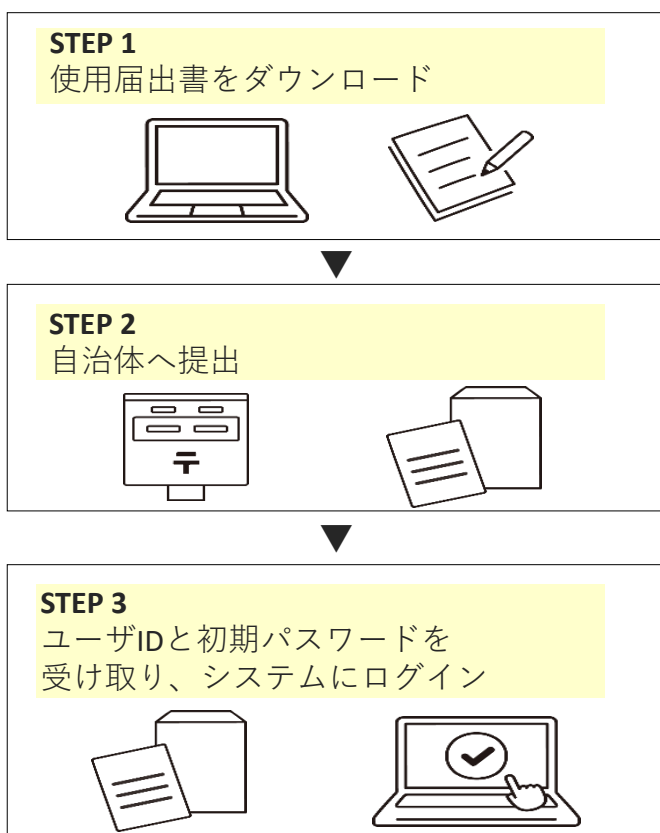 STEP 1
使用届出書をダウンロード
▼
STEP 2
自治体へ提出
〒
▼
STEP 3
ユーザIDと初期パスワードを
受け取り、システムにログイン